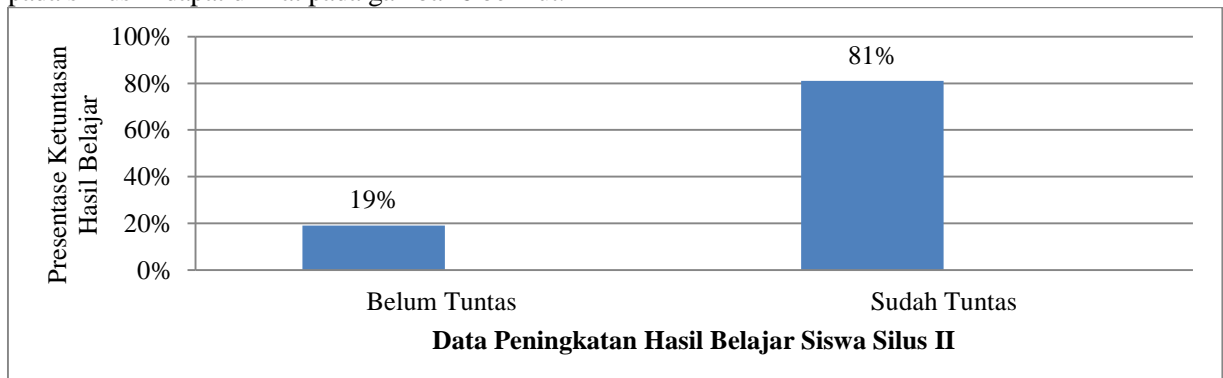 100%
80%
60%
40%
20%
0%
Presentase Ketuntasan
Hasil Belajar
19%
81%
Belum Tuntas
Sudah Tuntas
Data Peningkatan Hasil Belajar Siswa Silus II